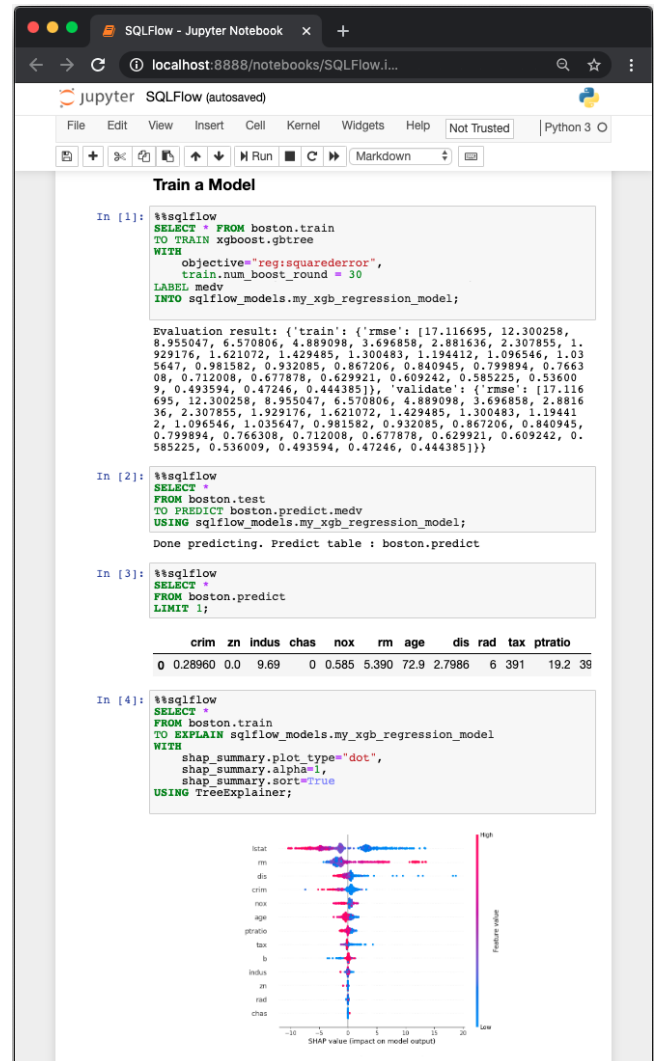 SQLFlow - Jupyter Notebook
localhost:8888/notebooks/SQLFlow.i...
jupyter SQLFlow (autosaved)
File Edit View Insert Cell Kernel Widgets Help Not Trusted Python 3
Run Markdown
Train a Model
In [1]: %%sqlflow
SELECT * FROM boston.train
TO TRAIN xgboost.gbtree
WITH
objective="reg:squarederror",
train.num_boost_round = 30
LABEL medv
INTO sqlflow_models.my_xgb_regression_model;
Evaluation result: {'train': {'rmse': [17.116695, 12.300258,
8.955047, 6.570806, 4.889098, 3.696858, 2.881636, 2.307855, 1.
929176, 1.621072, 1.429485, 1.300483, 1.194412, 1.096546, 1.03
5647, 0.981582, 0.932085, 0.867206, 0.840945, 0.799894, 0.7663
08, 0.712008, 0.677878, 0.629921, 0.609242, 0.585225, 0.53600
9, 0.493594, 0.47246, 0.444385]}, 'validate': {'rmse': [17.116
695, 12.300258, 8.955047, 6.570806, 4.889098, 3.696858, 2.8816
36, 2.307855, 1.929176, 1.621072, 1.429485, 1.300483, 1.19441
2, 1.096546, 1.035647, 0.981582, 0.932085, 0.867206, 0.840945,
0.799894, 0.766308, 0.712008, 0.677878, 0.629921, 0.609242, 0.
585225, 0.536009, 0.493594, 0.47246, 0.444385]}}
In [2]: %%sqlflow
SELECT *
FROM boston.test
TO PREDICT boston.predict.medv
USING sqlflow_models.my_xgb_regression_model;
Done predicting. Predict table : boston.predict
In [3]: %%sqlflow
SELECT *
FROM boston.predict
LIMIT 1;
crim zn indus chas nox rm age dis rad tax ptratio
0 0.28960 0.0 9.69 0 0.585 5.390 72.9 2.7986 6 391 19.2 39
In [4]: %%sqlflow
SELECT *
FROM boston.train
TO EXPLAIN sqlflow_models.my_xgb_regression_model
WITH
shap_summary.plot_type="dot",
shap_summary.alpha=1,
shap_summary.sort=True
USING TreeExplainer;
High
lstat
rm
dis
crim
nox
age
ptratio
tax
b
indus
zn
rad
chas
Feature value
Low
−10 −5 0 5 10 15 20
SHAP value (impact on model output)